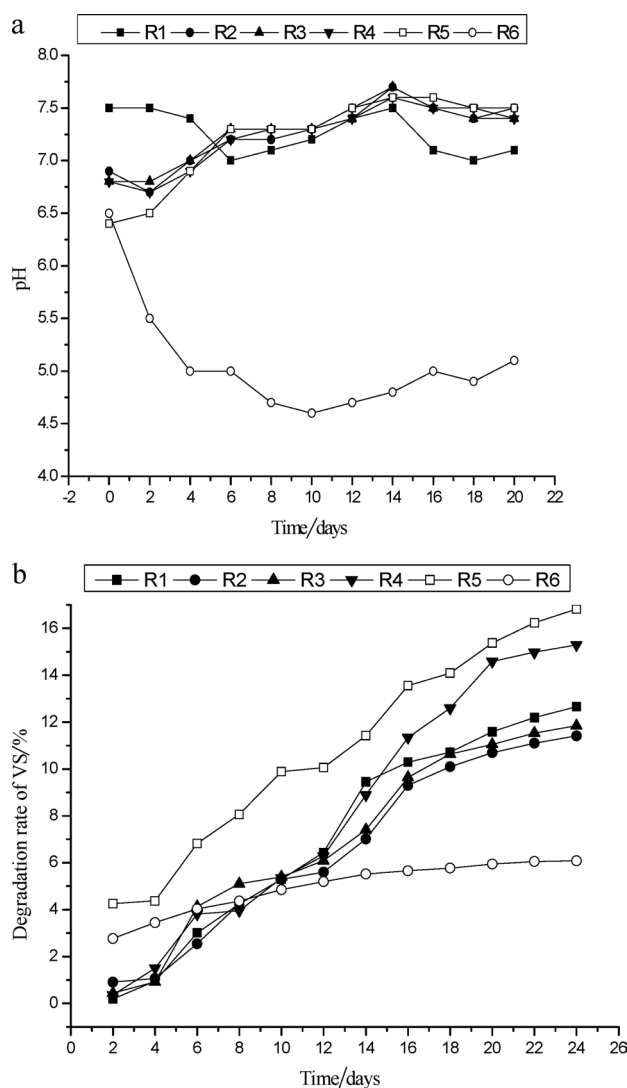 a
R1 R2 R3 R4 R5 R6
8.0
7.5
7.0
6.5
6.0
5.5
5.0
4.5
4.0
pH
-2 0 2 4 6 8 10 12 14 16 18 20 22
Time/days
b
R1 R2 R3 R4 R5 R6
16
14
12
10
8
6
4
2
0
Degradation rate of VS/%
0 2 4 6 8 10 12 14 16 18 20 22 24 26
Time/days